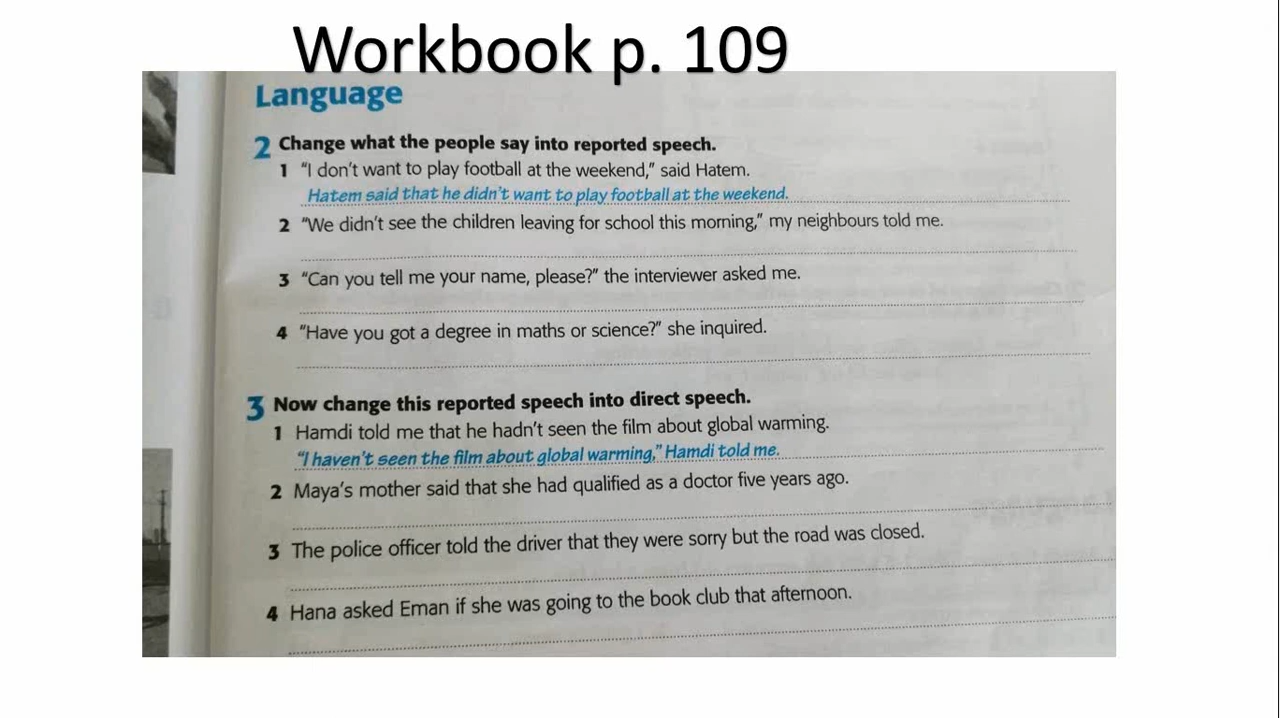 Workbook p. 109
Language
2 Change what the people say into reported speech.
1 “I don’t want to play football at the weekend,” said Hatem.
Hatem said that he didn’t want to play football at the weekend.
2 “We didn’t see the children leaving for school this morning,” my neighbours told me.
3 “Can you tell me your name, please?” the interviewer asked me.
4 “Have you got a degree in maths or science?” she inquired.
3 Now change this reported speech into direct speech.
1 Hamdi told me that he hadn’t seen the film about global warming.
“I haven’t seen the film about global warming,” Hamdi told me.
2 Maya’s mother said that she had qualified as a doctor five years ago.
3 The police officer told the driver that they were sorry but the road was closed.
4 Hana asked Eman if she was going to the book club that afternoon.